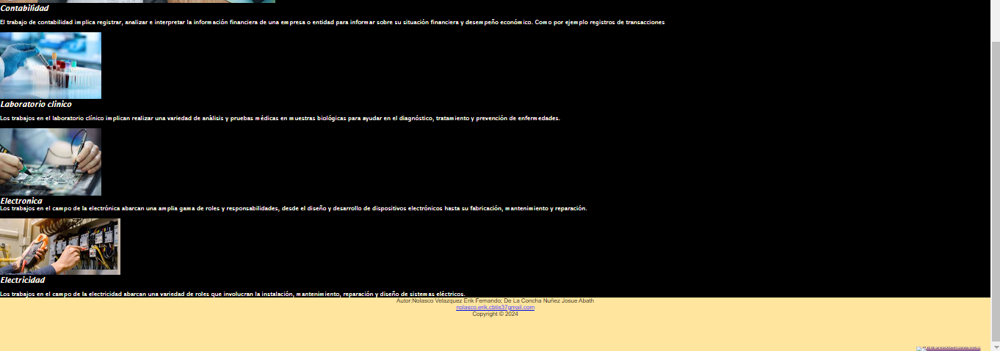 Contabilidad
El trabajo de contabilidad implica registrar, analizar e interpretar la información financiera de una empresa o entidad para informar sobre su situación financiera y desempeño económico. Como por ejemplo registros de transacciones
Laboratorio clinico
Los trabajos en el laboratorio clínico implican realizar una variedad de análisis y pruebas médicas en muestras biológicas para ayudar en el diagnóstico, tratamiento y prevención de enfermedades.
Electronica
Los trabajos en el campo de la electrónica abarcan una amplia gama de roles y responsabilidades, desde el diseño y desarrollo de dispositivos electrónicos hasta su fabricación, mantenimiento y reparación.
Electricidad
Los trabajos en el campo de la electricidad abarcan una variedad de roles que involucran la instalación, mantenimiento, reparación y diseño de sistemas eléctricos.
Autor:Nolasco Velazquez Erik Fernando; De La Concha Nuñez Josue Abath
nolasco.erik.cbtis37gmail.com
Copyright © 2024